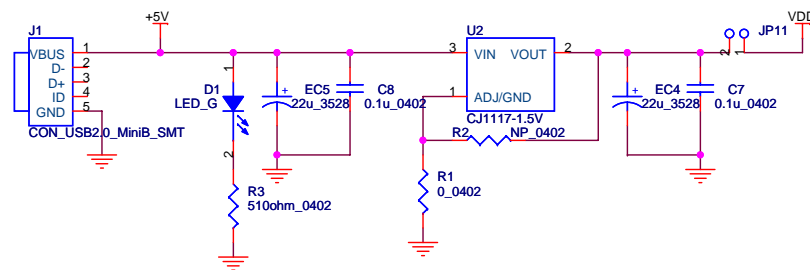 J1
+5V
U2
JP11
VDD
VBUS
1
D-
2
D+
3
ID
4
GND
5
CON_USB2.0_MiniB_SMT
1
D1
LED_G
2
R3
510ohm_0402
+
EC5
22u_3528
C8
0.1u_0402
3
VIN
VOUT
2
1
ADJ/GND
CJ1117-1.5V
R2
NP_0402
R1
0_0402
+
EC4
22u_3528
C7
0.1u_0402
2
1